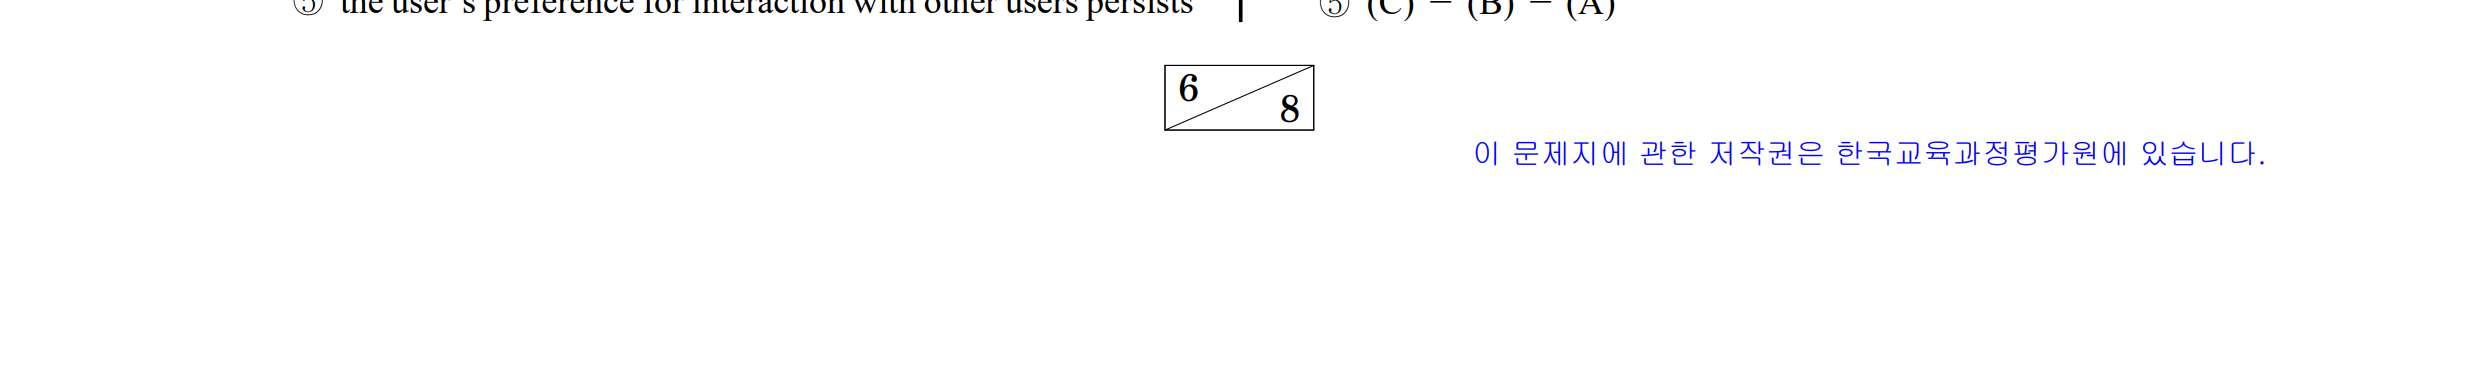 ⑤ the user's preference for interaction with other users persists
⑤ (C) － (B) － (A)
6
8
이 문제지에 관한 저작권은 한국교육과정평가원에 있습니다.